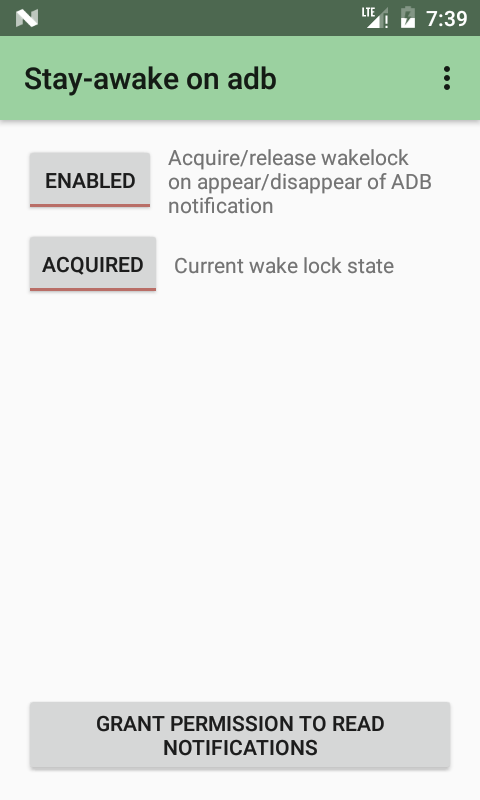 LTE 7:39
Stay-awake on adb
ENABLED
Acquire/release wakelock
on appear/disappear of ADB
notification
ACQUIRED
Current wake lock state
GRANT PERMISSION TO READ
NOTIFICATIONS